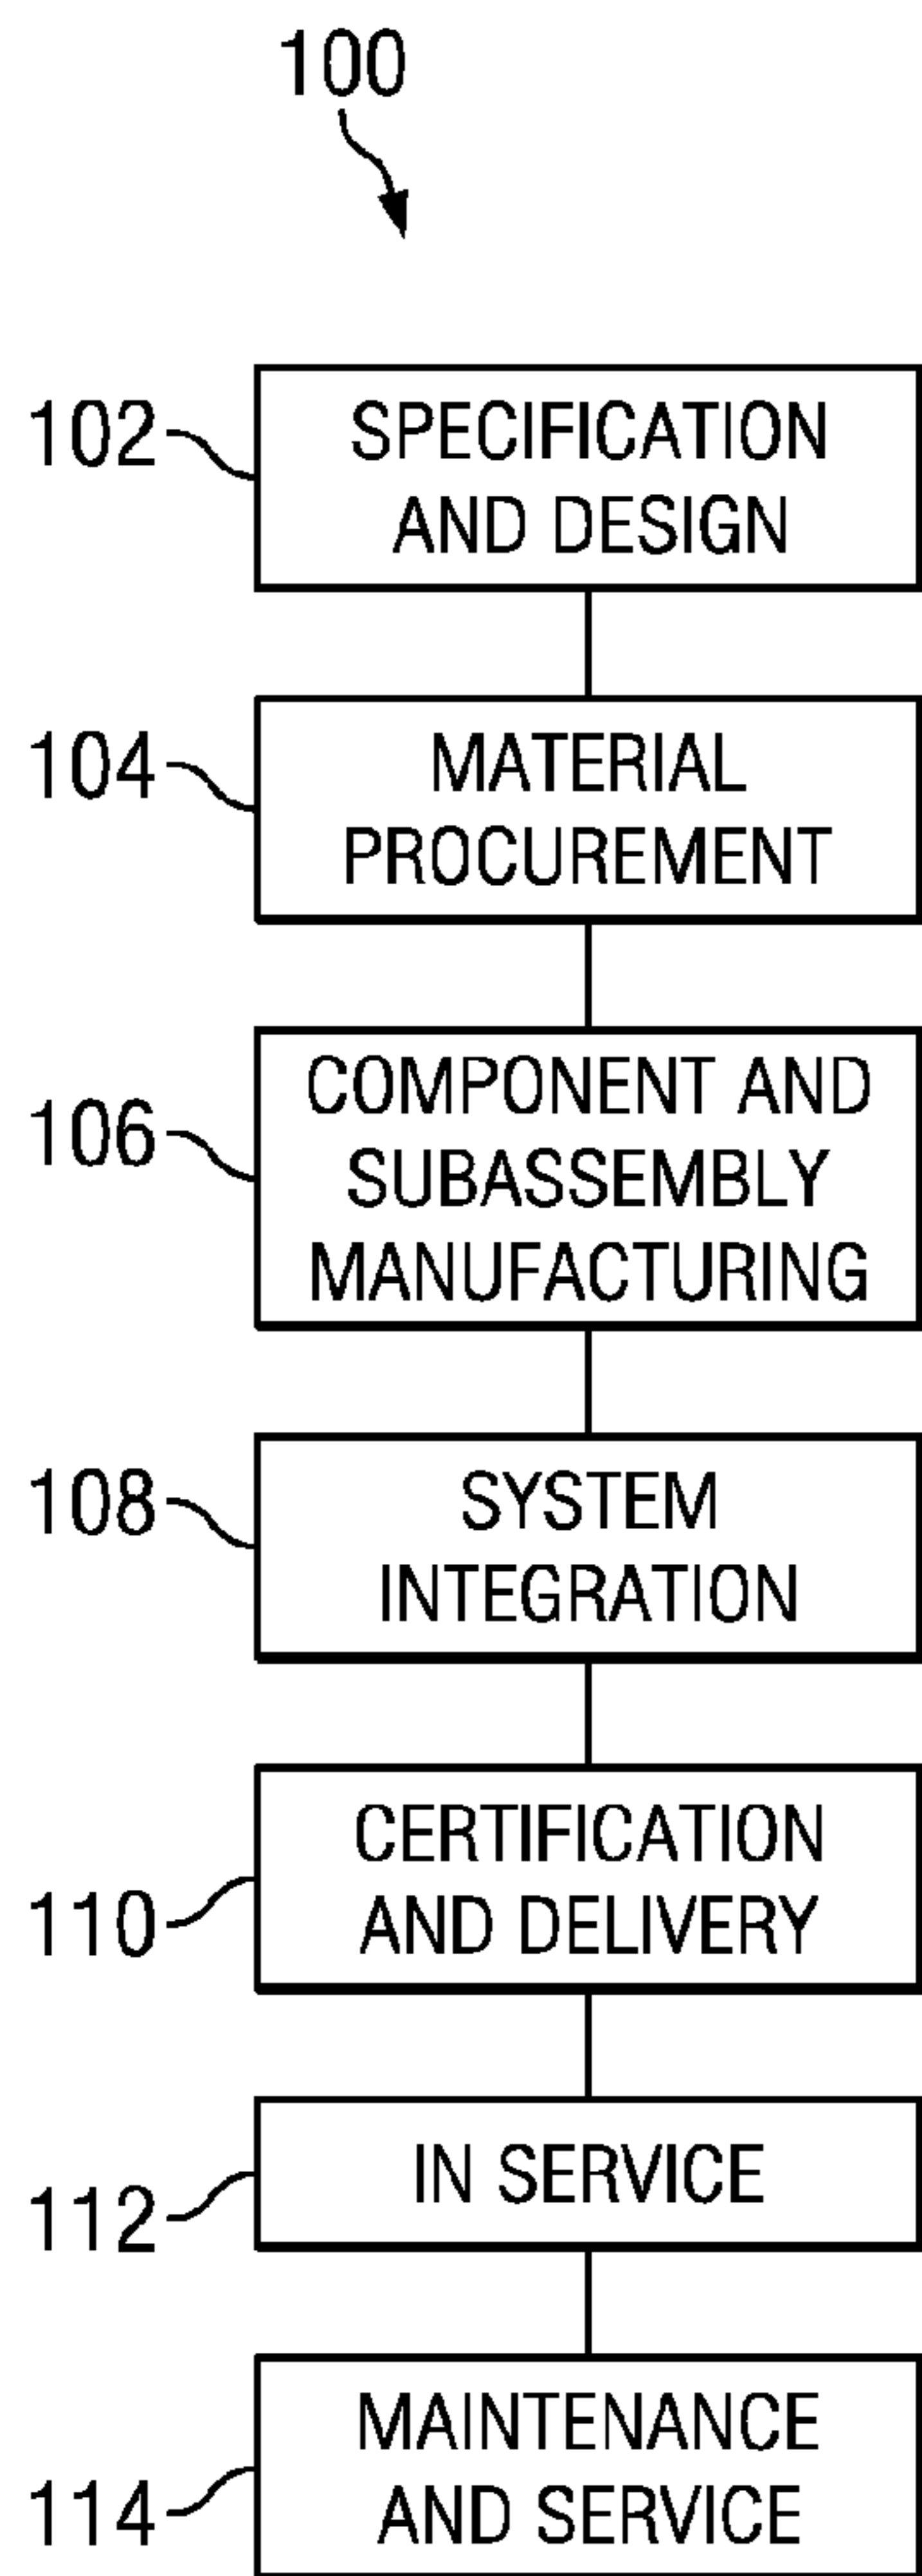 100
102
SPECIFICATION
AND DESIGN
104
MATERIAL
PROCUREMENT
106
COMPONENT AND
SUBASSEMBLY
MANUFACTURING
108
SYSTEM
INTEGRATION
110
CERTIFICATION
AND DELIVERY
112
IN SERVICE
114
MAINTENANCE
AND SERVICE